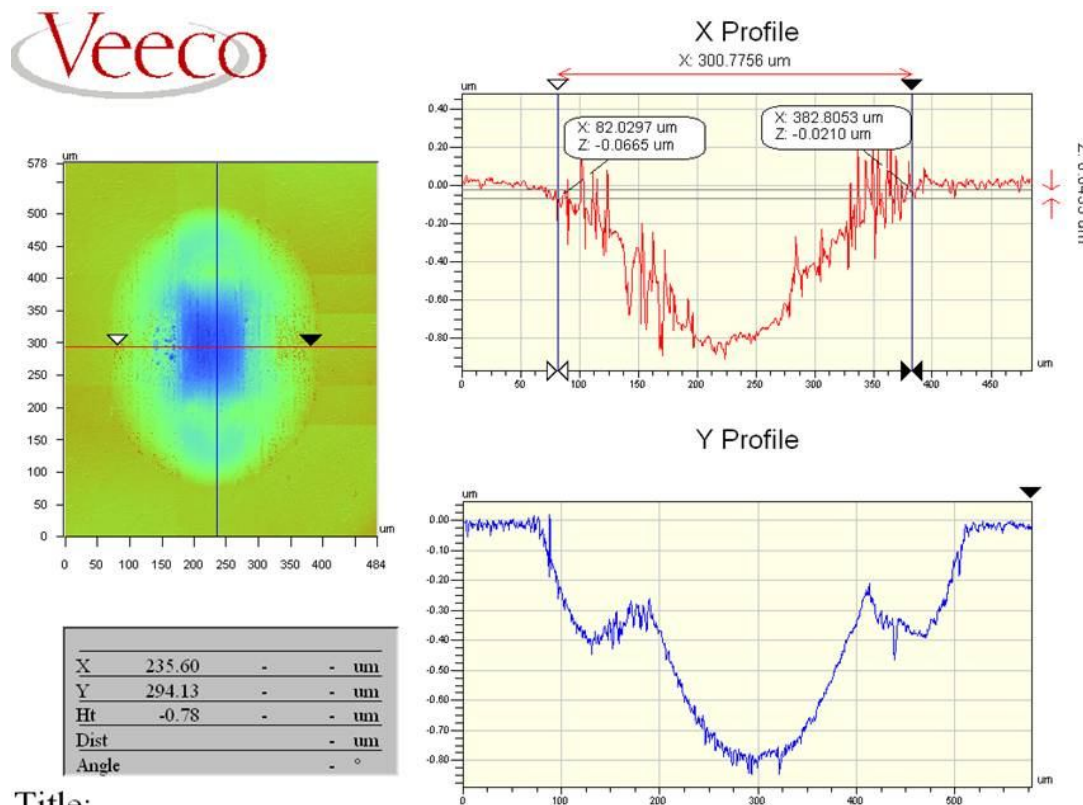 Veeco
X Profile
X: 300.7756 um
um
0.40
0.20
0.00
-0.20
-0.40
-0.60
-0.80
X: 82.0297 um
Z: -0.0665 um
X: 382.8053 um
Z: -0.0210 um
0 50 100 150 200 250 300 350 400 450
um
um
578
500
450
400
350
300
250
200
150
100
50
0
um
0 50 100 150 200 250 300 350 400 484
Y Profile
um
0.00
-0.10
-0.20
-0.30
-0.40
-0.50
-0.60
-0.70
-0.80
um
0 100 200 300 400 500
X 235.60 - - um
Y 294.13 - - um
Ht -0.78 - - um
Dist - um
Angle - °
Title: